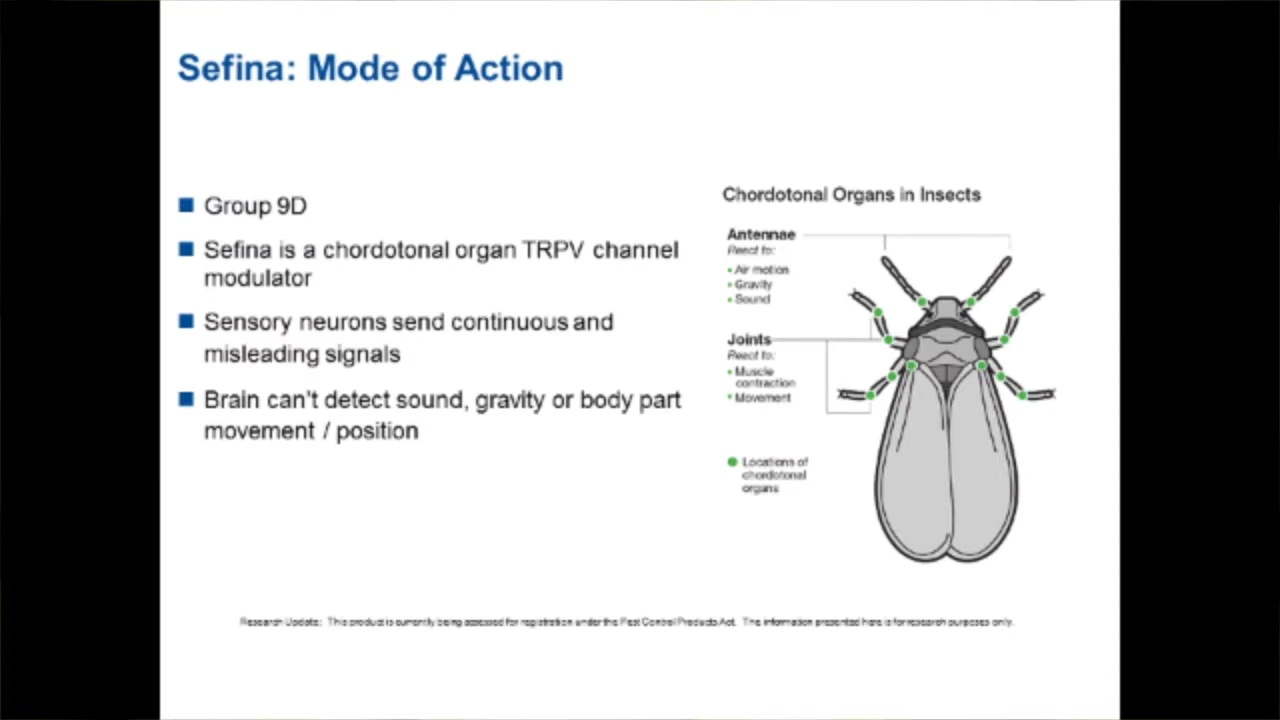 Sefina: Mode of Action
Group 9D
Sefina is a chordotonal organ TRPV channel
modulator
Sensory neurons send continuous and
misleading signals
Brain can't detect sound, gravity or body part
movement / position
Chordotonal Organs in Insects
Antennae
React to:
• Air motion
• Gravity
• Sound
Joints
React to:
• Muscle
contraction
• Movement
Locations of
chordotonal
organs
Research Update: This product is currently being assessed for registration under the Pest Control Products Act. The information presented here is for research purposes only.